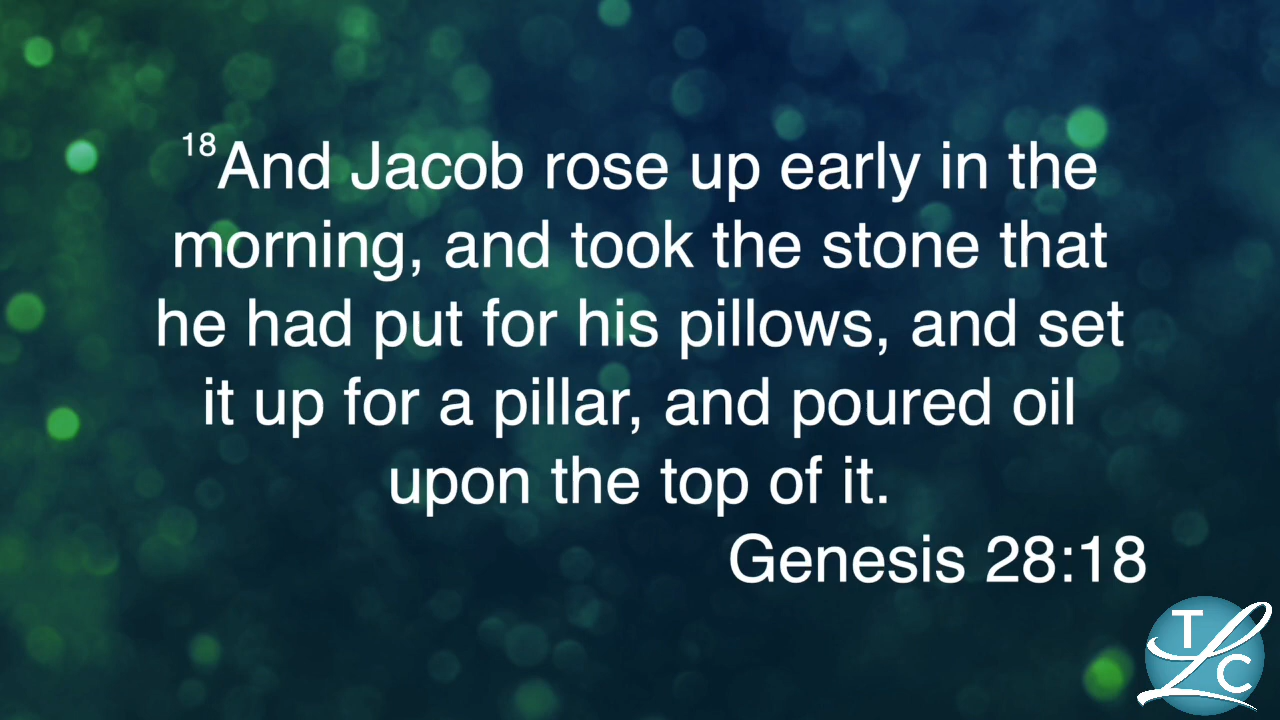 18And Jacob rose up early in the
morning, and took the stone that
he had put for his pillows, and set
it up for a pillar, and poured oil
upon the top of it.
Genesis 28:18
TLC